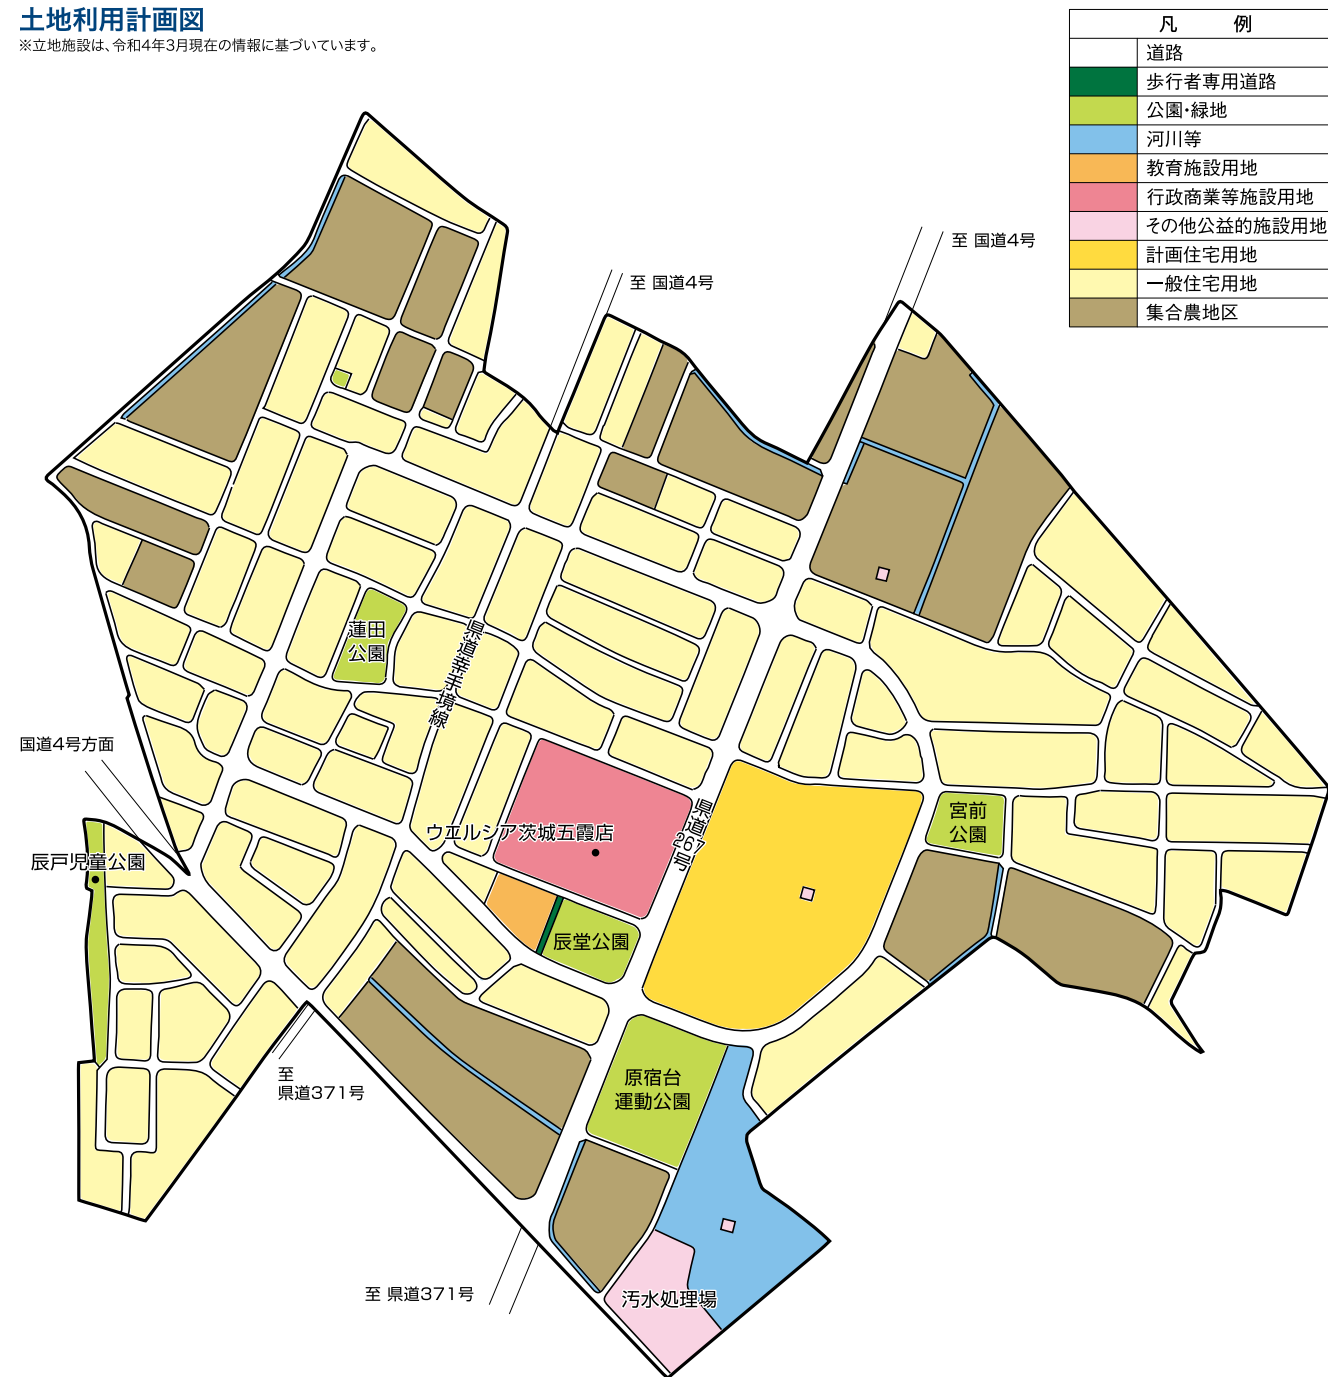 土地利用計画図
※立地施設は、令和4年3月現在の情報に基づいています。
凡 例
道路
歩行者専用道路
公園・緑地
河川等
教育施設用地
行政商業等施設用地
その他公益的施設用地
計画住宅用地
一般住宅用地
集合農地区
至 国道4号
至 国道4号
蓮田
公園
県道幸手境線
国道4号方面
ウエルシア茨城五霞店
県道267号
宮前
公園
辰戸児童公園
辰堂公園
至
県道371号
原宿台
運動公園
至 県道371号
汚水処理場